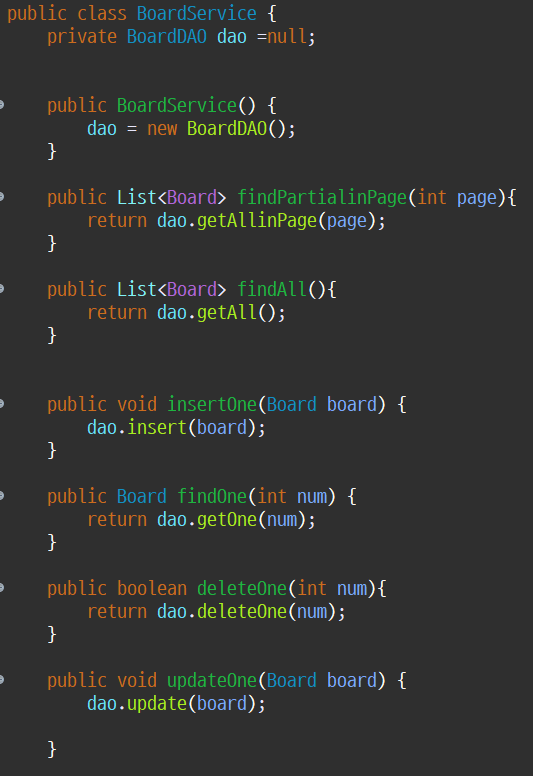 public class BoardService {
private BoardDAO dao =null;
public BoardService() {
dao = new BoardDAO();
}
public List<Board> findPartialinPage(int page){
return dao.getAllinPage(page);
}
public List<Board> findAll(){
return dao.getAll();
}
public void insertOne(Board board) {
dao.insert(board);
}
public Board findOne(int num) {
return dao.getOne(num);
}
public boolean deleteOne(int num){
return dao.deleteOne(num);
}
public void updateOne(Board board) {
dao.update(board);
}